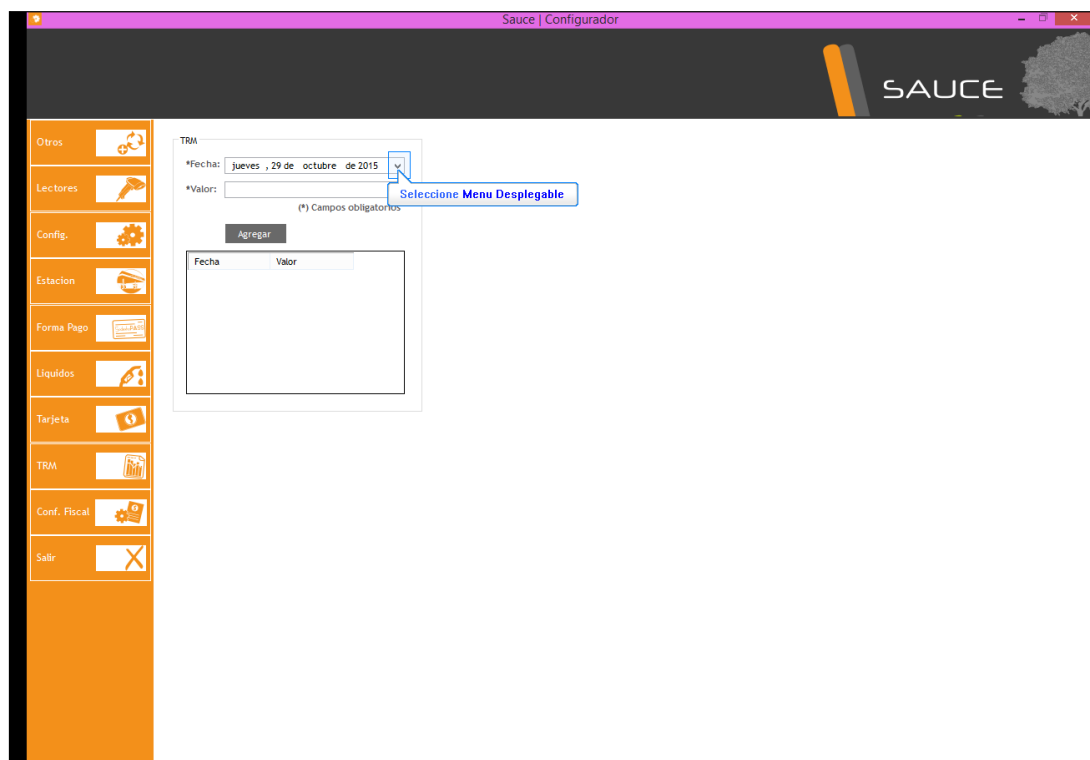 Sauce | Configurador
SAUCE
Otros
Lectores
Config.
Estacion
Forma Pago
Liquidos
Tarjeta
TRM
Conf. Fiscal
Salir
TRM
*Fecha: jueves , 29 de octubre de 2015
*Valor:
Seleccione Menu Desplegable
(*) Campos obligatorios
Agregar
Fecha Valor